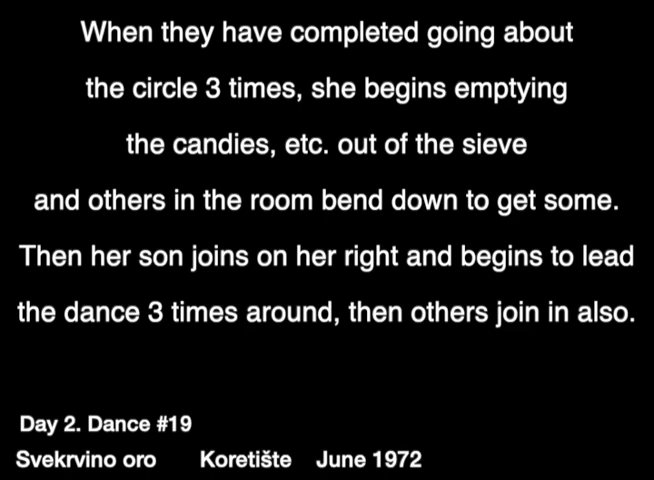 When they have completed going about
the circle 3 times, she begins emptying
the candies, etc. out of the sieve
and others in the room bend down to get some.
Then her son joins on her right and begins to lead
the dance 3 times around, then others join in also.
Day 2. Dance #19
Svekrvino oro Koretište June 1972